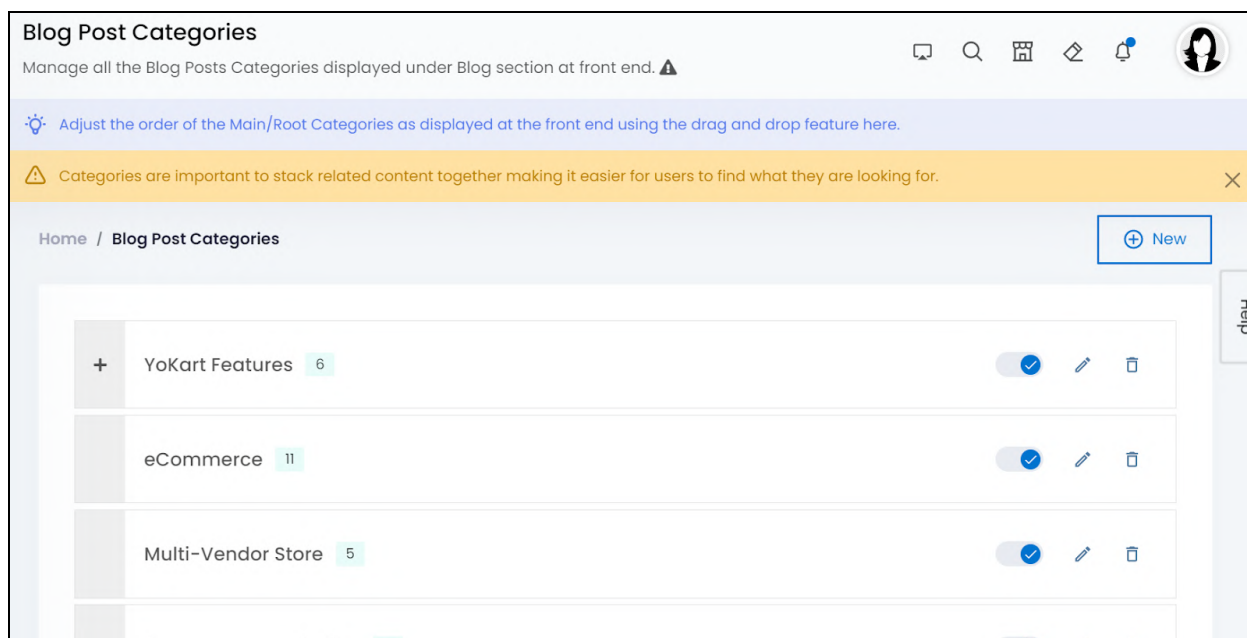 Blog Post Categories
Manage all the Blog Posts Categories displayed under Blog section at front end.
Adjust the order of the Main/Root Categories as displayed at the front end using the drag and drop feature here.
Categories are important to stack related content together making it easier for users to find what they are looking for.
Home / Blog Post Categories
New
Help
YoKart Features 6
eCommerce 11
Multi-Vendor Store 5